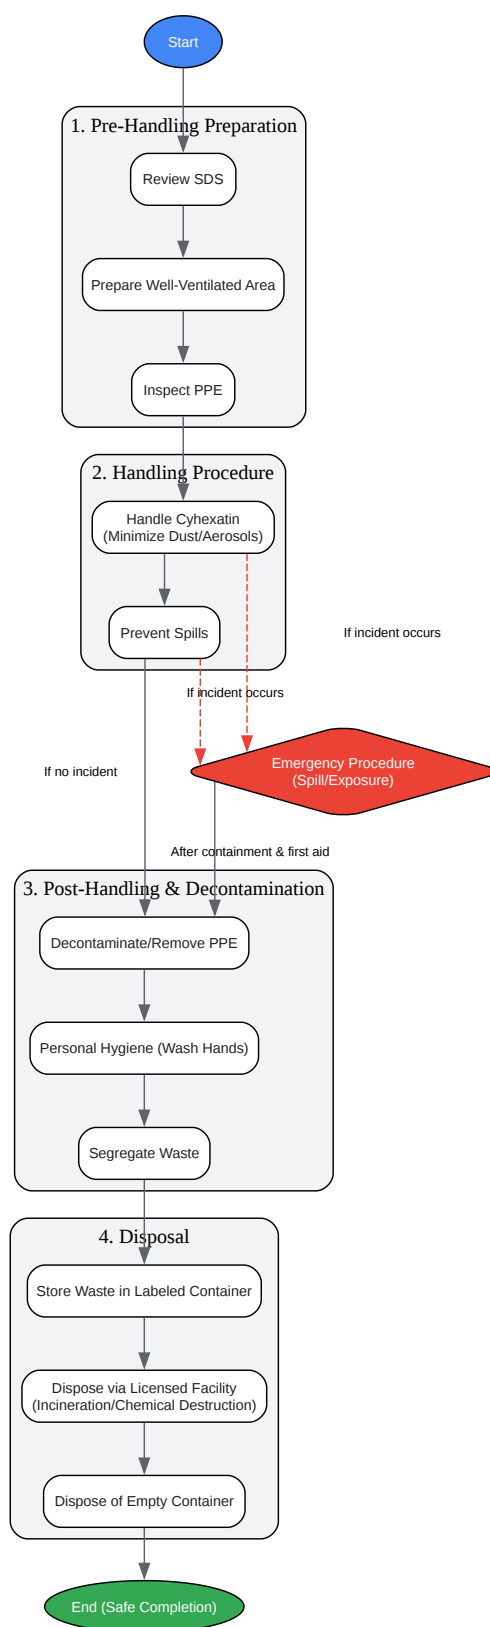 Start
1. Pre-Handling Preparation
Review SDS
Prepare Well-Ventilated Area
Inspect PPE
2. Handling Procedure
Handle Cyhexatin
(Minimize Dust/Aerosols)
Prevent Spills
If incident occurs
If incident occurs
Emergency Procedure
(Spill/Exposure)
If no incident
After containment & first aid
3. Post-Handling & Decontamination
Decontaminate/Remove PPE
Personal Hygiene (Wash Hands)
Segregate Waste
4. Disposal
Store Waste in Labeled Container
Dispose via Licensed Facility
(Incineration/Chemical Destruction)
Dispose of Empty Container
End (Safe Completion)